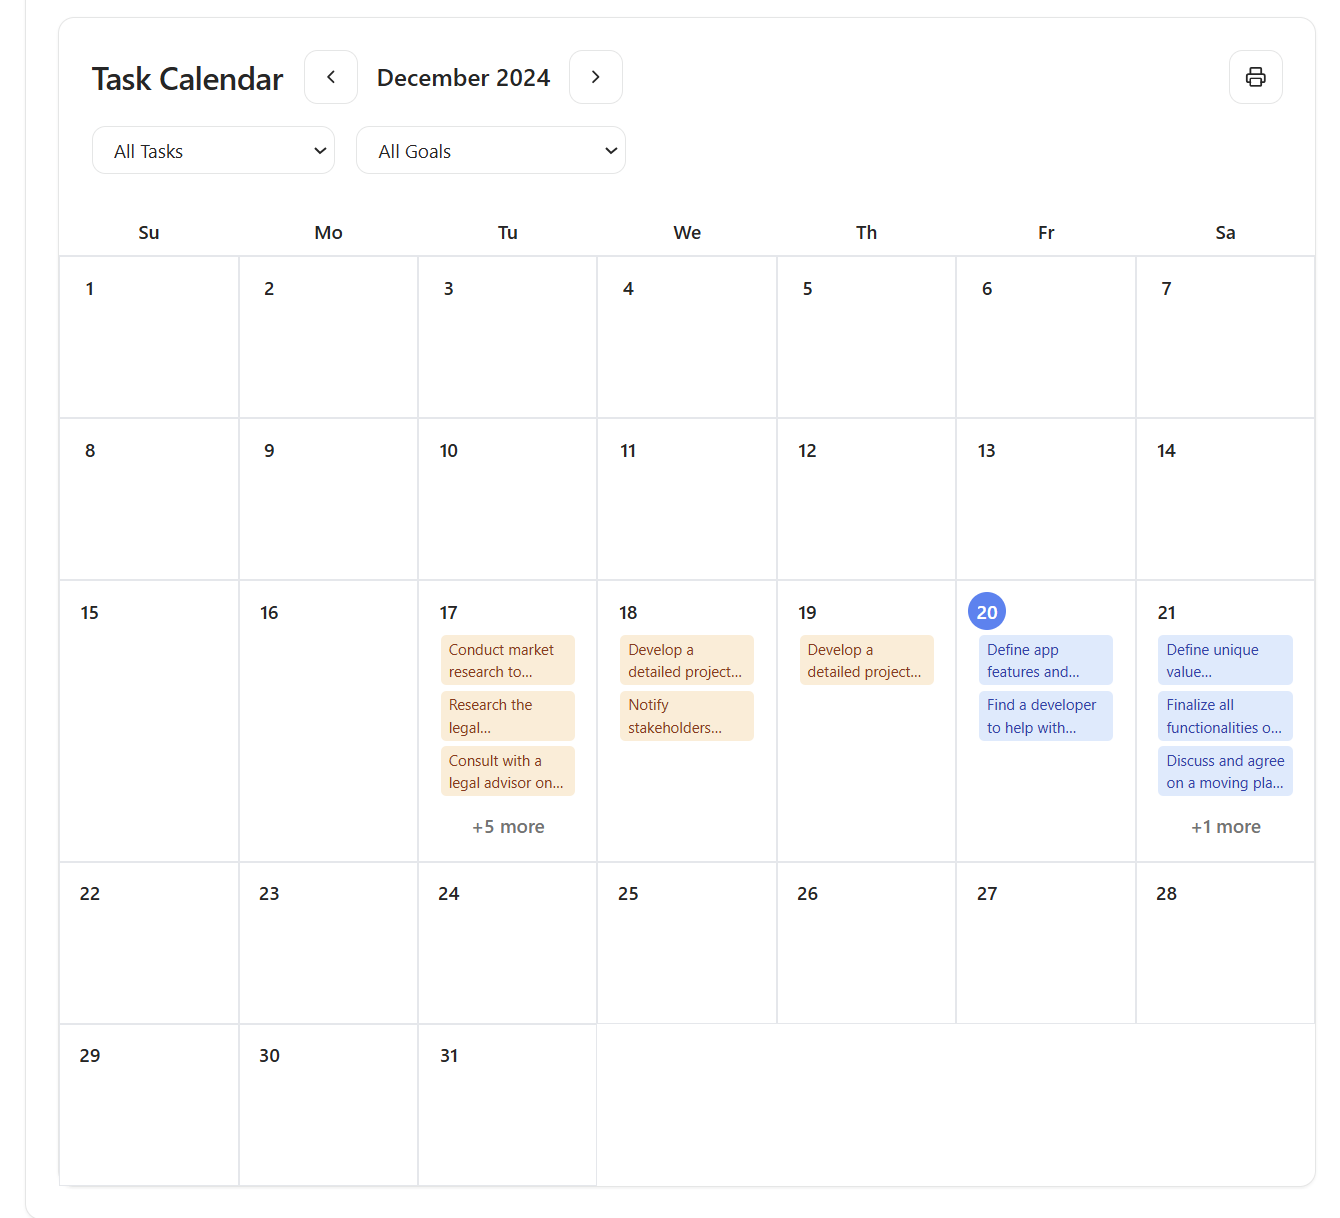 Task Calendar
December 2024
All Tasks
All Goals
Su Mo Tu We Th Fr Sa
1 2 3 4 5 6 7
8 9 10 11 12 13 14
15 16 17 18 19 20 21
Conduct market
research to...
Research the
legal...
Consult with a
legal advisor on...
+5 more
Develop a
detailed project...
Notify
stakeholders...
Develop a
detailed project...
Define app
features and...
Find a developer
to help with...
Define unique
value...
Finalize all
functionalities o...
Discuss and agree
on a moving pla...
+1 more
22 23 24 25 26 27 28
29 30 31